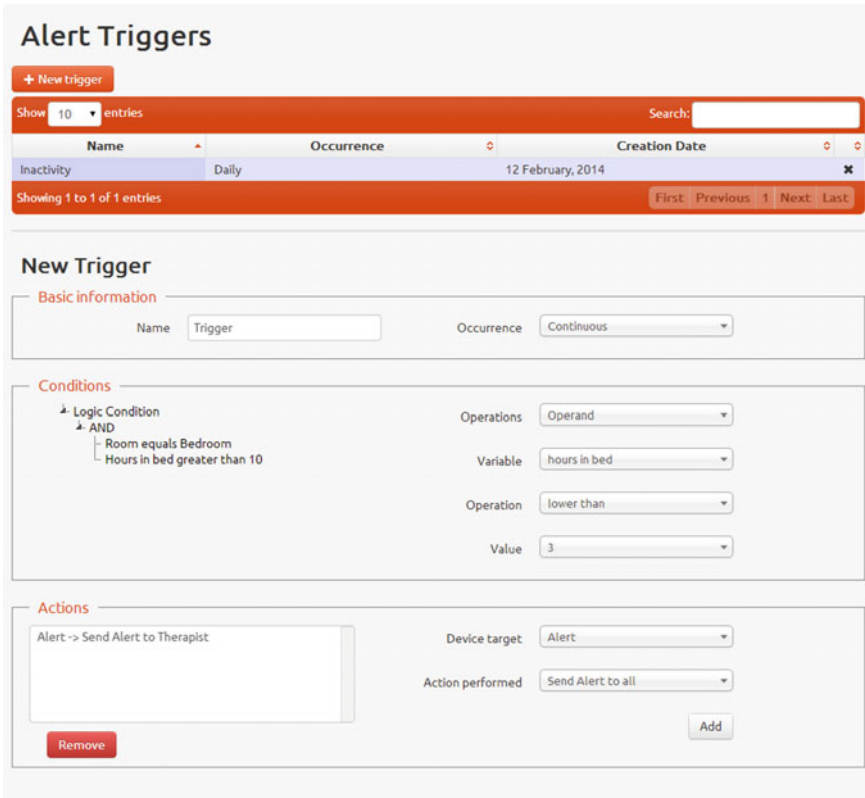 Alert Triggers
+ New trigger
Show 10 entries
Search:
Name Occurrence Creation Date
Inactivity Daily 12 February, 2014 ✖
Showing 1 to 1 of 1 entries
First Previous 1 Next Last
New Trigger
Basic information
Name Trigger
Occurrence Continuous
Conditions
Logic Condition
AND
Room equals Bedroom
Hours in bed greater than 10
Operations Operand
Variable hours in bed
Operation lower than
Value 3
Actions
Alert -> Send Alert to Therapist
Remove
Device target Alert
Action performed Send Alert to all
Add